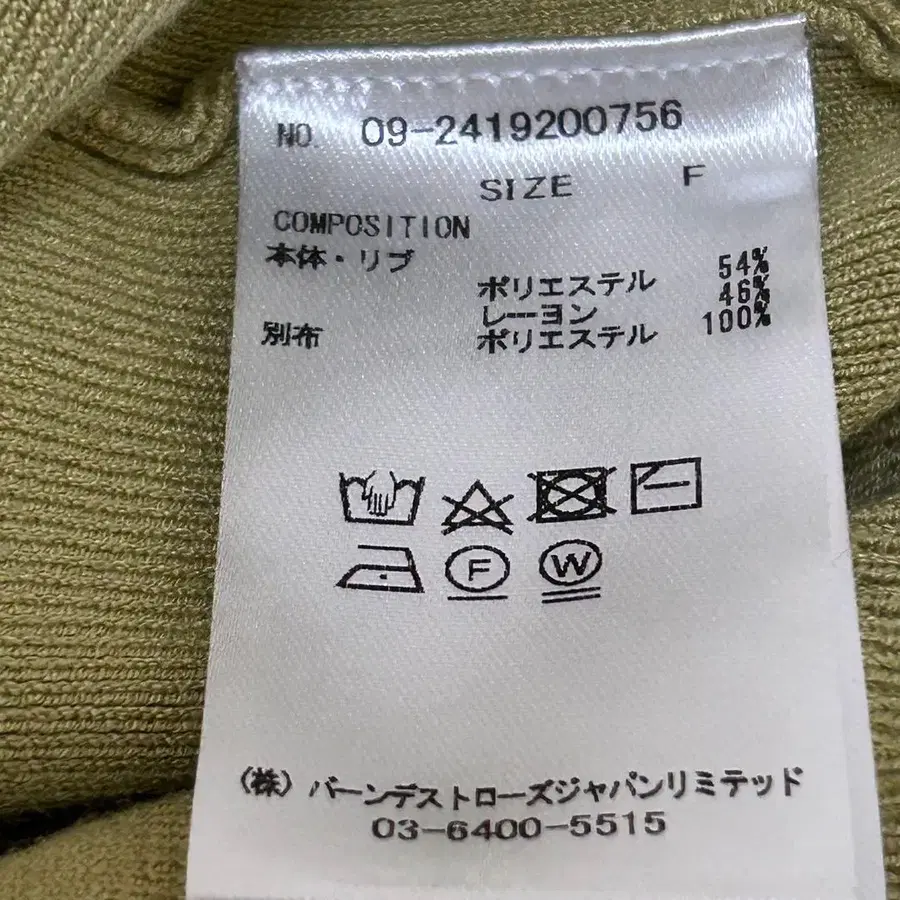 NO. 09-2419200756
SIZE F
COMPOSITION
本体・リブ
ポリエステル 54%
レーヨン 46%
別布 ポリエステル 100%
F W
(株)バーンデストローズジャパンリミテッド
03-6400-5515